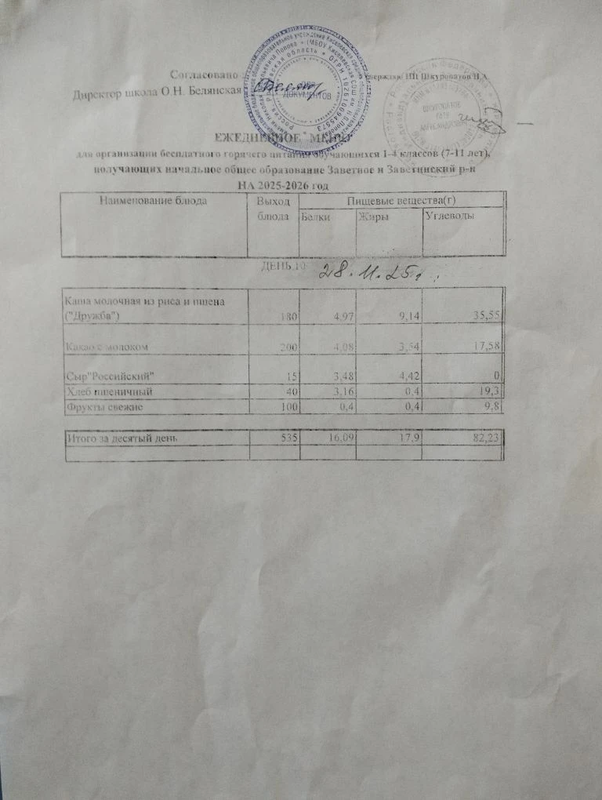 Согласовано
Директор школа О Н. Белянская
ДЛЯ ДОКУМЕНТОВ
ИП Шкуропатов Н.А
ЕЖЕДНЕВНОЕ МЕНЮ
для организации бесплатного горячего питания обучающихся 1-4 классов (7-11 лет),
получающих начальное общее образование Заветное и Заветинский р-н
НА 2025-2026 год
Наименование блюда Выход блюда Пищевые вещества(г)
Белки Жиры Углеводы
ДЕНЬ 10 28.11.25г.
Каша молочная из риса и пшена
("Дружба") 180 4,97 9,14 35,55
Какао с молоком 200 4,08 3,54 17,58
Сыр"Российский" 15 3,48 4,42 0
Хлеб пшеничный 40 3,16 0,4 19,3
Фрукты свежие 100 0,4 0,4 9,8
Итого за десятый день 535 16,09 17,9 82,23